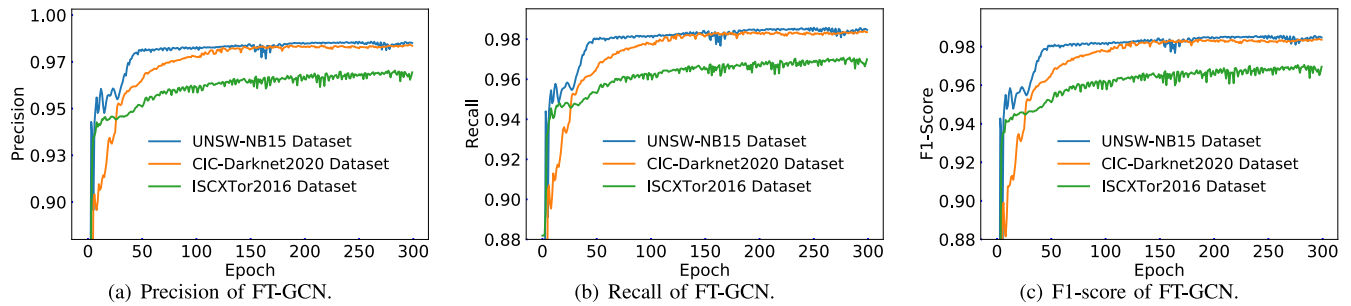 1.00
0.97
0.95
0.93
0.90
Precision
UNSW-NB15 Dataset
CIC-Darknet2020 Dataset
ISCXTor2016 Dataset
0 50 100 150 200 250 300
Epoch
(a) Precision of FT-GCN.
0.98
0.96
0.94
0.92
0.90
0.88
Recall
UNSW-NB15 Dataset
CIC-Darknet2020 Dataset
ISCXTor2016 Dataset
0 50 100 150 200 250 300
Epoch
(b) Recall of FT-GCN.
0.98
0.96
0.94
0.92
0.90
0.88
F1-Score
UNSW-NB15 Dataset
CIC-Darknet2020 Dataset
ISCXTor2016 Dataset
0 50 100 150 200 250 300
Epoch
(c) F1-score of FT-GCN.